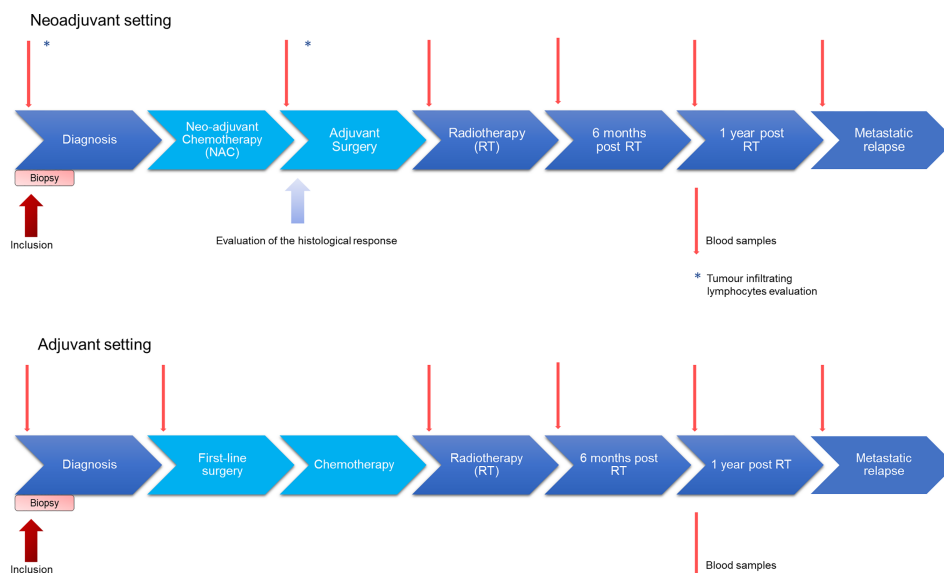 Neoadjuvant setting
*
*
Diagnosis
Neo-adjuvant
Chemotherapy
(NAC)
Adjuvant
Surgery
Radiotherapy
(RT)
6 months
post RT
1 year post
RT
Metastatic
relapse
Biopsy
Inclusion
Evaluation of the histological response
Blood samples
* Tumour infiltrating
lymphocytes evaluation
Adjuvant setting
Diagnosis
First-line
surgery
Chemotherapy
Radiotherapy
(RT)
6 months post
RT
1 year post RT
Metastatic
relapse
Biopsy
Inclusion
Blood samples